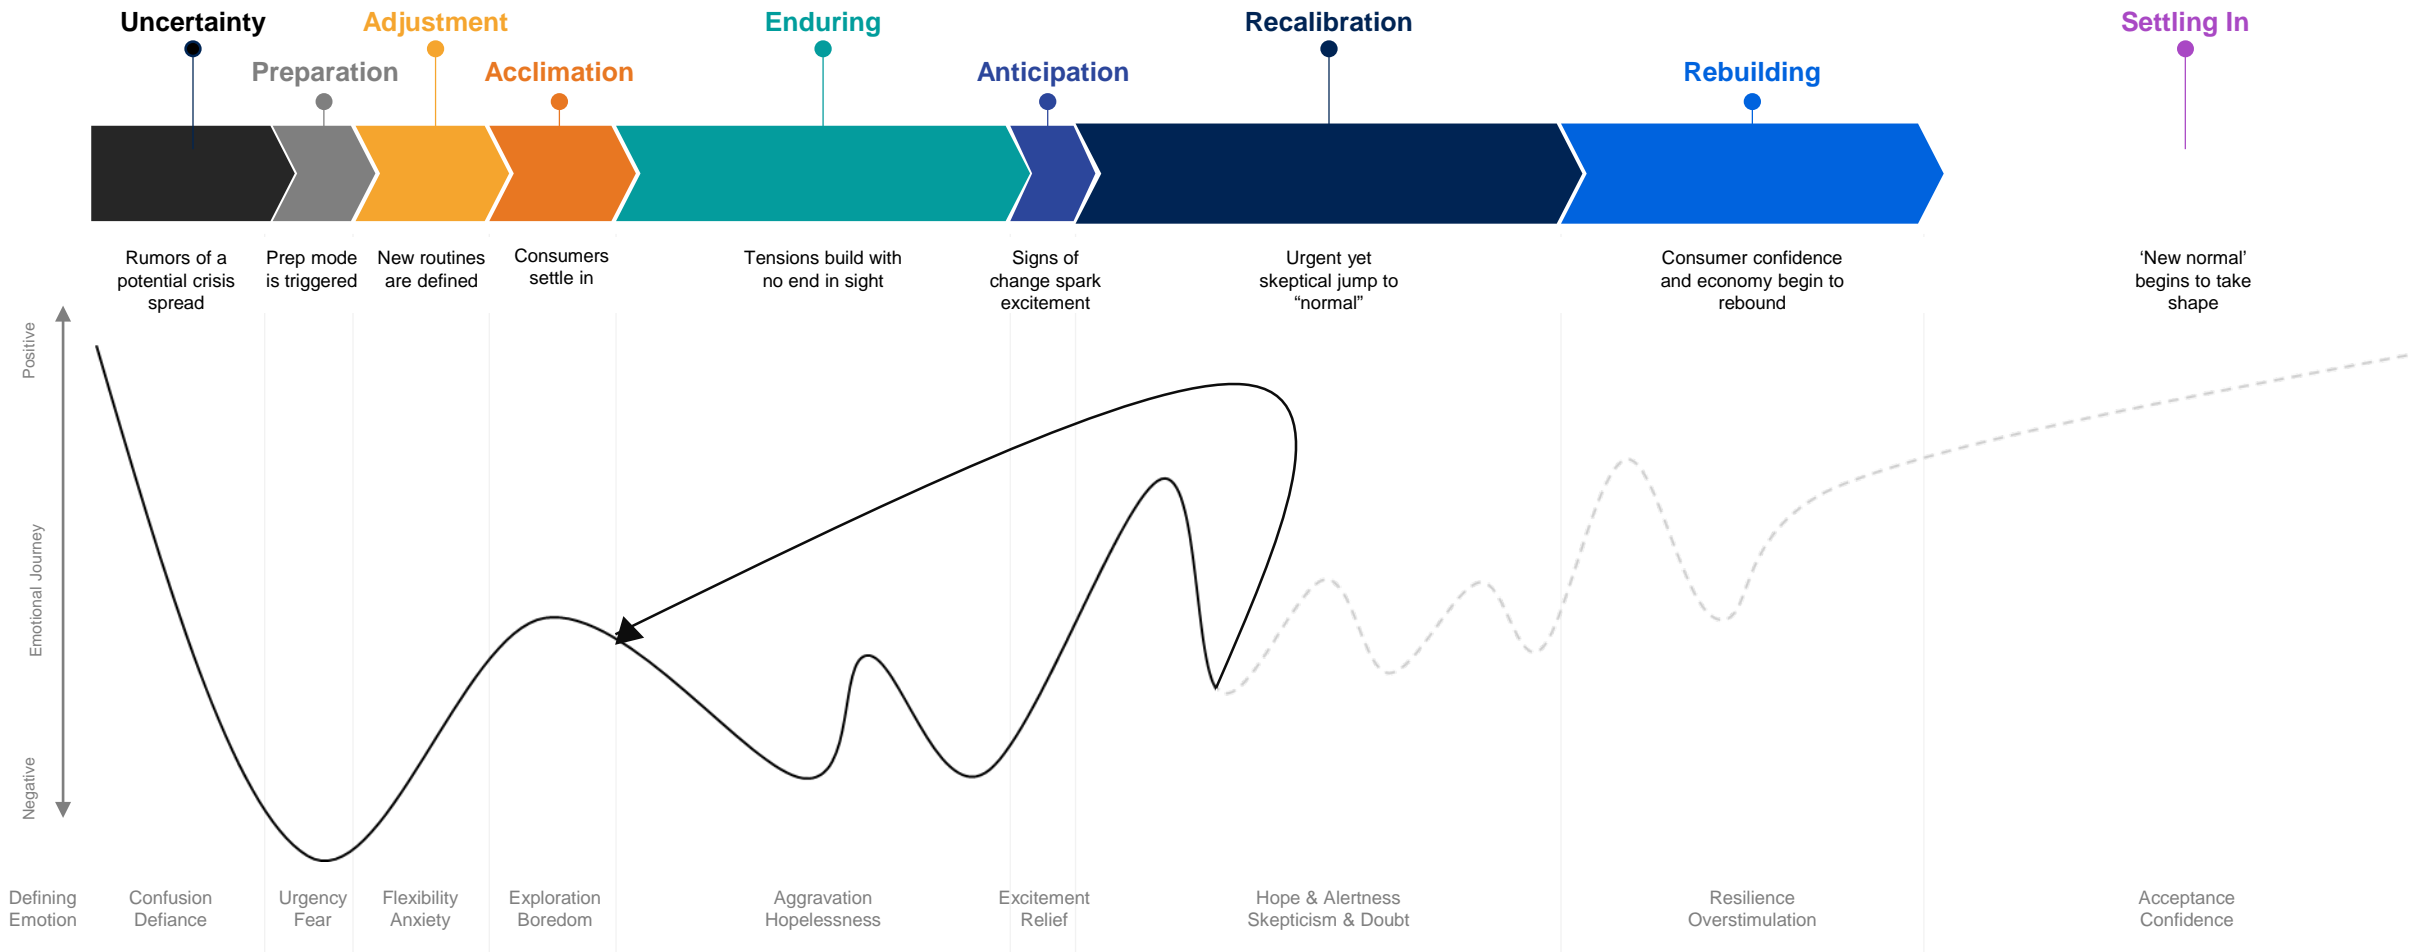 Uncertainty
Adjustment
Enduring
Recalibration
Settling In
Preparation
Acclimation
Anticipation
Rebuilding
Rumors of a
potential crisis
spread
Prep mode
is triggered
New routines
are defined
Consumers
settle in
Tensions build with
no end in sight
Signs of
change spark
excitement
Urgent yet
skeptical jump to
“normal”
Consumer confidence
and economy begin to
rebound
‘New normal’
begins to take
shape
Positive
Emotional Journey
Negative
Defining
Emotion
Confusion
Defiance
Urgency
Fear
Flexibility
Anxiety
Exploration
Boredom
Aggravation
Hopelessness
Excitement
Relief
Hope & Alertness
Skepticism & Doubt
Resilience
Overstimulation
Acceptance
Confidence